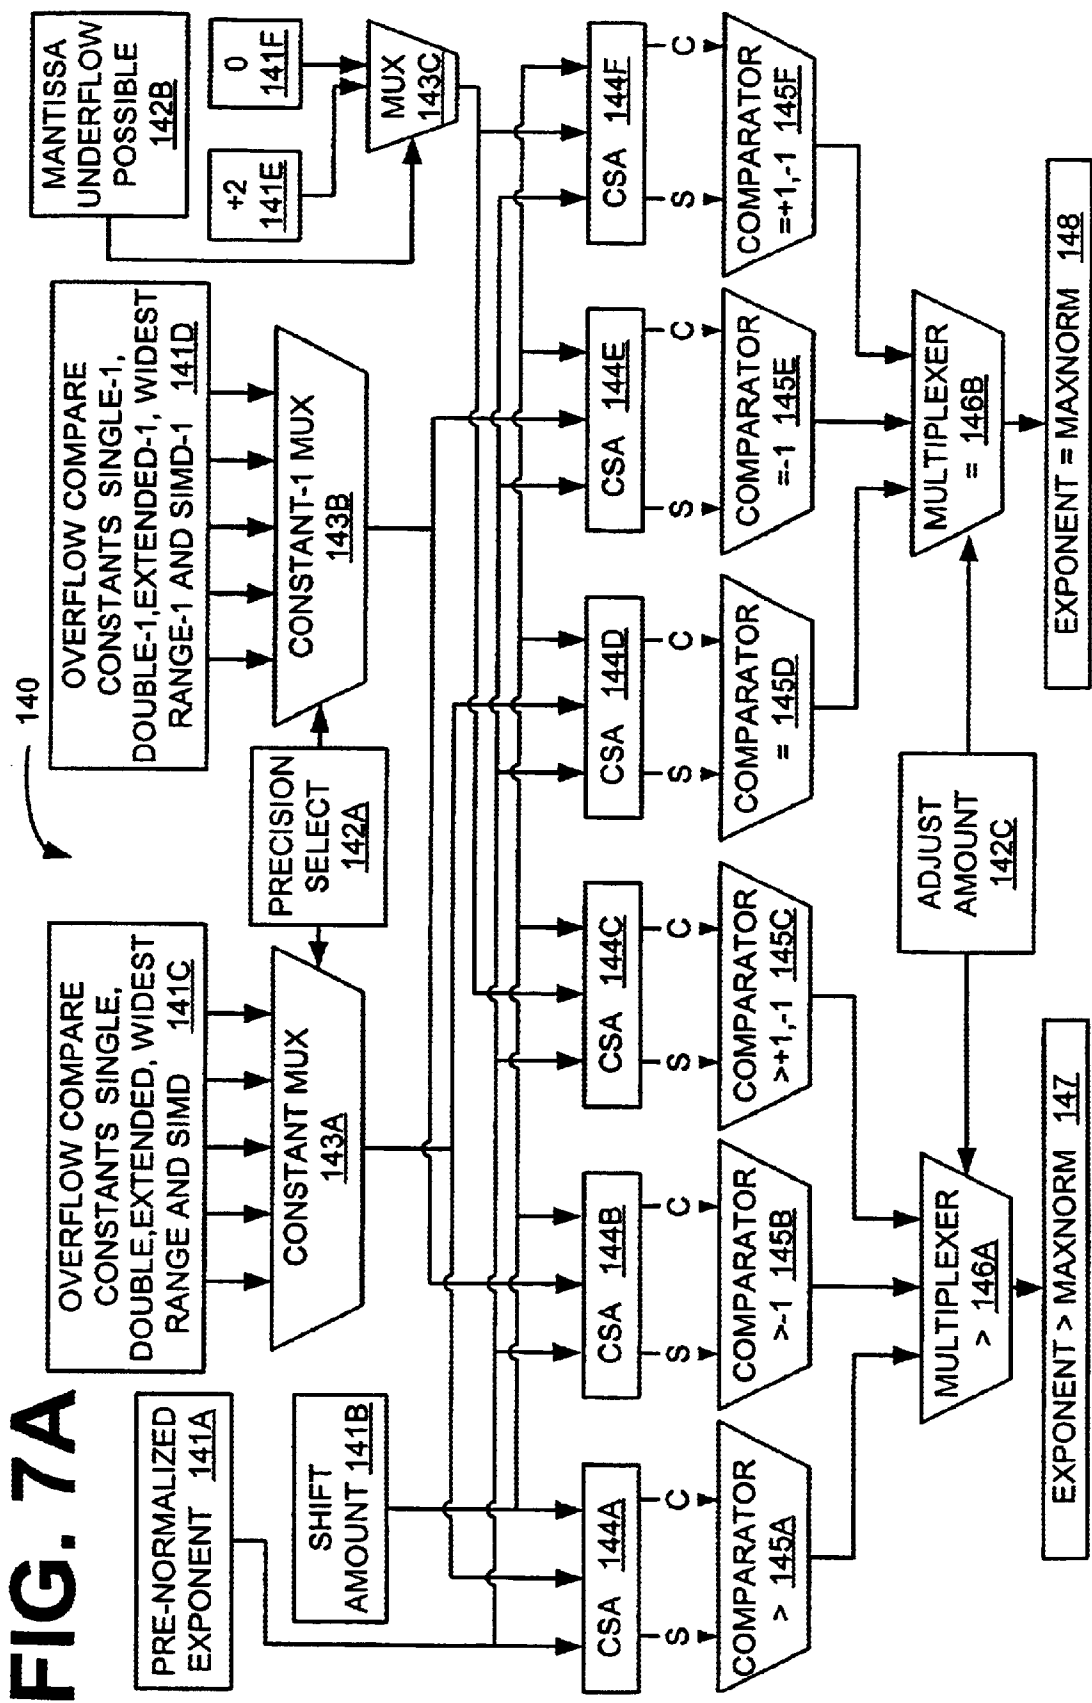 FIG. 7A
140
PRE-NORMALIZED
EXPONENT 141A
SHIFT
AMOUNT 141B
OVERFLOW COMPARE
CONSTANTS SINGLE,
DOUBLE,EXTENDED, WIDEST
RANGE AND SIMD 141C
CONSTANT MUX
143A
PRECISION
SELECT
142A
OVERFLOW COMPARE
CONSTANTS SINGLE-1,
DOUBLE-1,EXTENDED-1, WIDEST
RANGE-1 AND SIMD-1 141D
CONSTANT-1 MUX
143B
MANTISSA
UNDERFLOW
POSSIBLE
142B
+2
141E
0
141F
MUX
143C
CSA 144A
CSA 144B
CSA 144C
CSA 144D
CSA 144E
CSA 144F
S C
S C
S C
S C
S C
S C
COMPARATOR
> 145A
COMPARATOR
>-1 145B
COMPARATOR
>+1,-1 145C
COMPARATOR
= 145D
COMPARATOR
=-1 145E
COMPARATOR
=+1,-1 145F
MULTIPLEXER
> 146A
ADJUST
AMOUNT
142C
MULTIPLEXER
= 146B
EXPONENT > MAXNORM 147
EXPONENT = MAXNORM 148